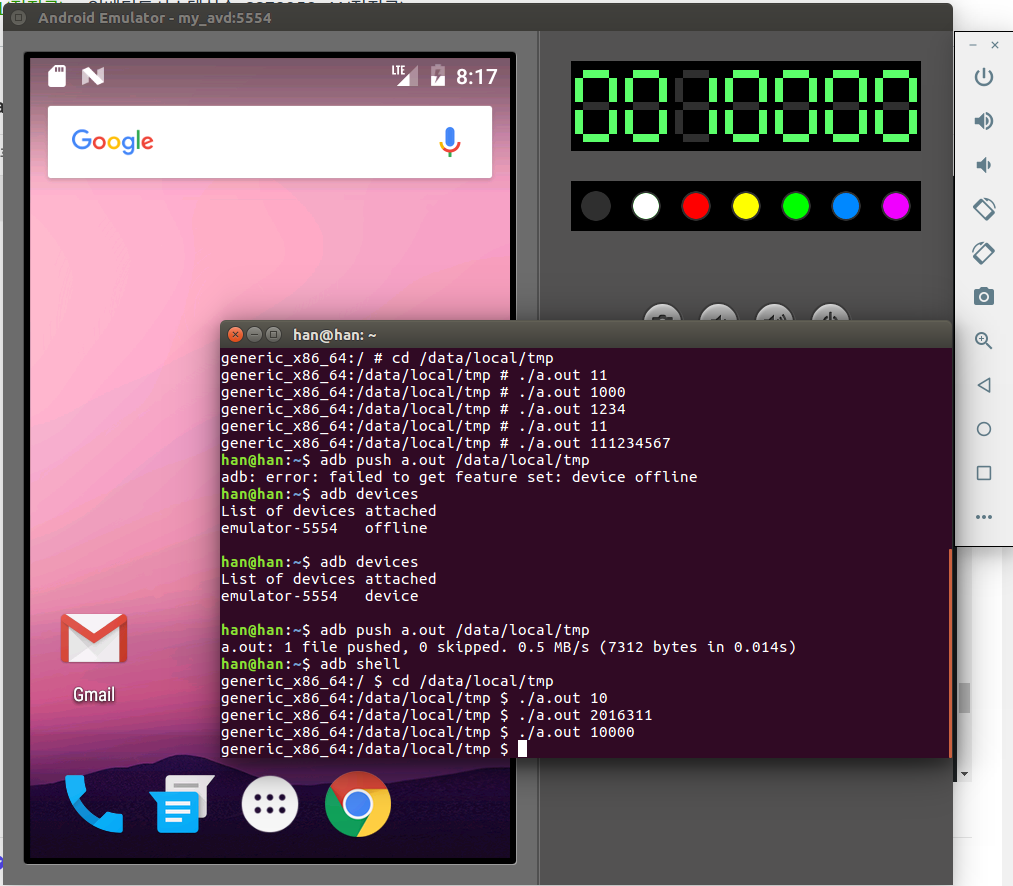 Android Emulator - my_avd:5554
LTE 8:17
Google
0010000
han@han: ~
generic_x86_64:/ # cd /data/local/tmp
generic_x86_64:/data/local/tmp # ./a.out 11
generic_x86_64:/data/local/tmp # ./a.out 1000
generic_x86_64:/data/local/tmp # ./a.out 1234
generic_x86_64:/data/local/tmp # ./a.out 11
generic_x86_64:/data/local/tmp # ./a.out 111234567
han@han:~$ adb push a.out /data/local/tmp
adb: error: failed to get feature set: device offline
han@han:~$ adb devices
List of devices attached
emulator-5554   offline
han@han:~$ adb devices
List of devices attached
emulator-5554   device
han@han:~$ adb push a.out /data/local/tmp
a.out: 1 file pushed, 0 skipped. 0.5 MB/s (7312 bytes in 0.014s)
han@han:~$ adb shell
generic_x86_64:/ $ cd /data/local/tmp
generic_x86_64:/data/local/tmp $ ./a.out 10
generic_x86_64:/data/local/tmp $ ./a.out 2016311
generic_x86_64:/data/local/tmp $ ./a.out 10000
generic_x86_64:/data/local/tmp $
Gmail